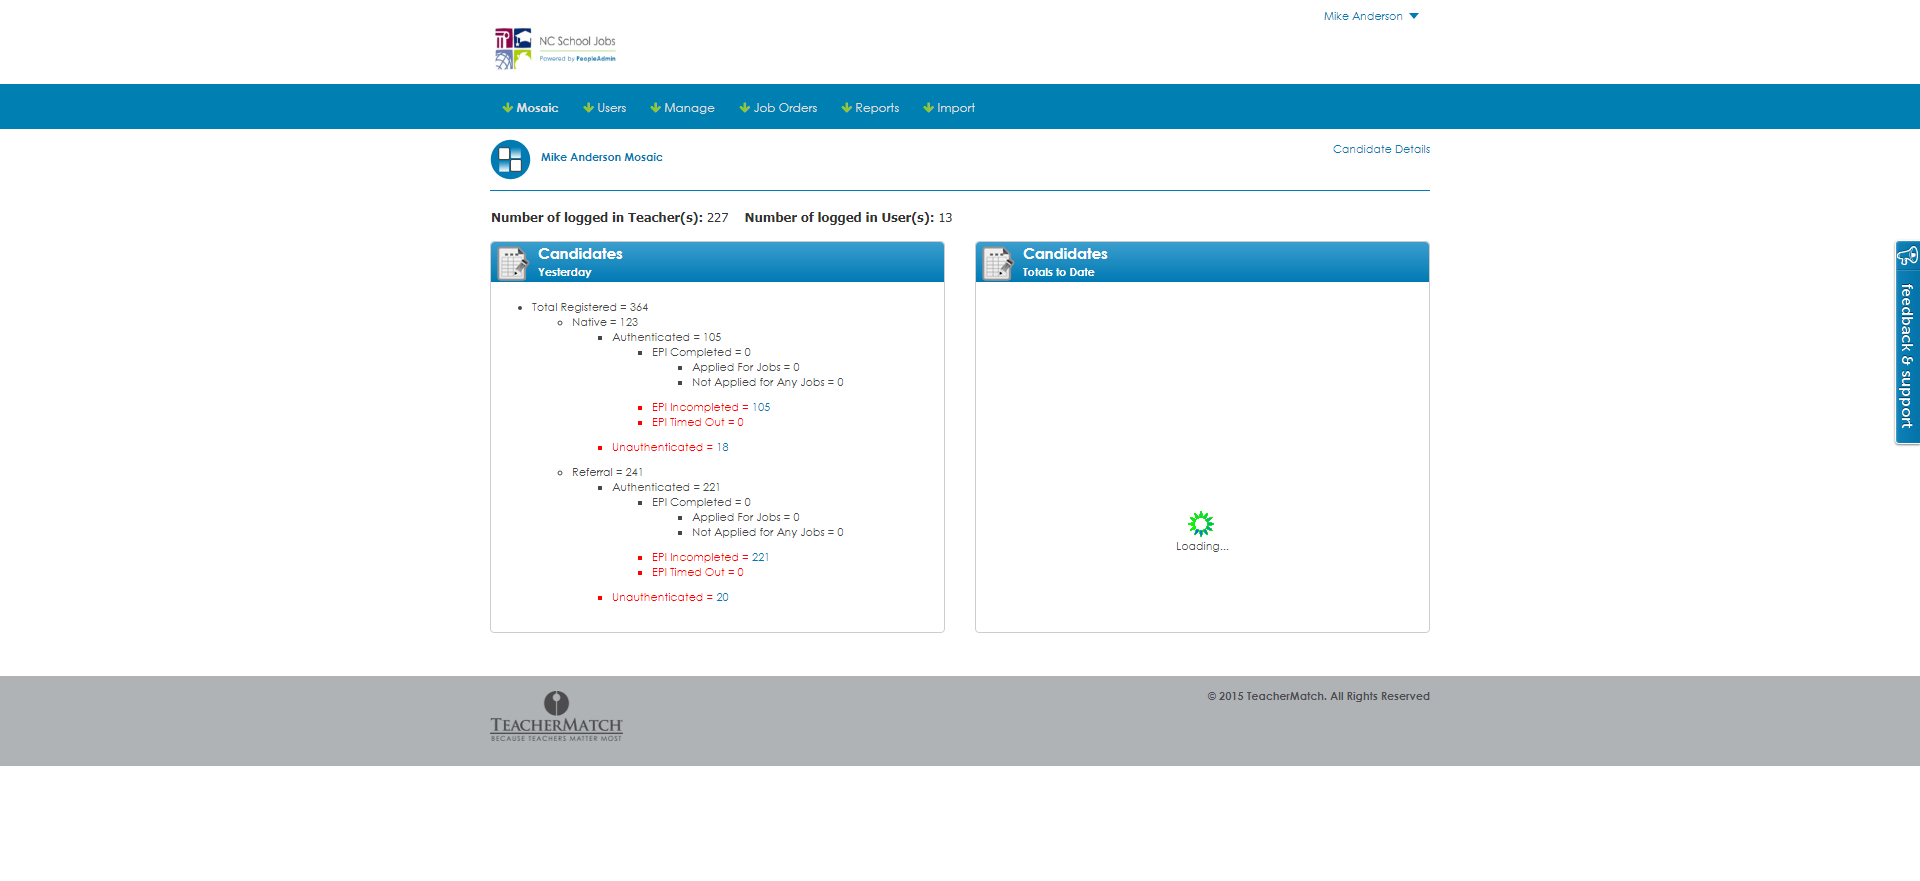 Mike Anderson
NC School Jobs
Powered by PeopleAdmin
Mosaic Users Manage Job Orders Reports Import
Mike Anderson Mosaic
Candidate Details
Number of logged in Teacher(s): 227 Number of logged in User(s): 13
Candidates
Yesterday
Total Registered = 364
Native = 123
Authenticated = 105
EPI Completed = 0
Applied For Jobs = 0
Not Applied for Any Jobs = 0
EPI Incompleted = 105
EPI Timed Out = 0
Unauthenticated = 18
Referral = 241
Authenticated = 221
EPI Completed = 0
Applied For Jobs = 0
Not Applied for Any Jobs = 0
EPI Incompleted = 221
EPI Timed Out = 0
Unauthenticated = 20
Candidates
Totals to Date
Loading...
feedback & support
TEACHERMATCH
BECAUSE TEACHERS MATTER MOST
© 2015 TeacherMatch. All Rights Reserved